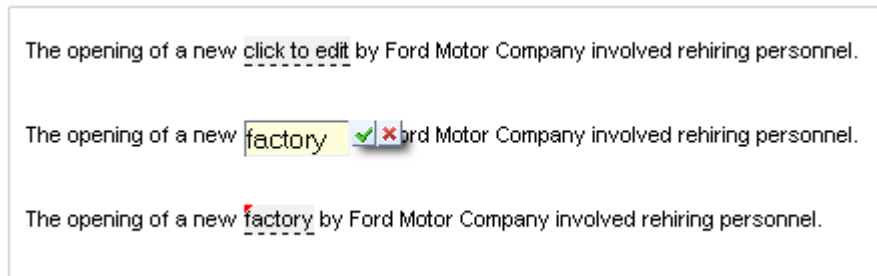 The opening of a new click to edit by Ford Motor Company involved rehiring personnel.
The opening of a new factory ord Motor Company involved rehiring personnel.
The opening of a new factory by Ford Motor Company involved rehiring personnel.